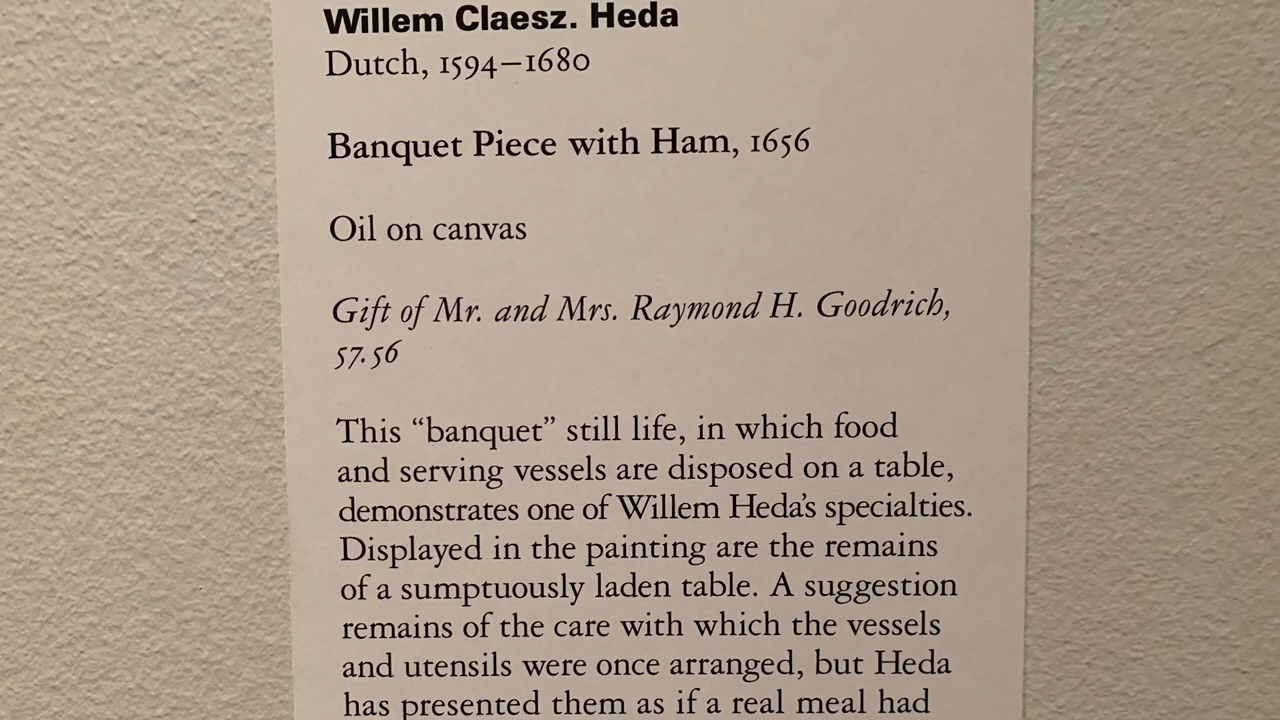 Willem Claesz. Heda
Dutch, 1594–1680
Banquet Piece with Ham, 1656
Oil on canvas
Gift of Mr. and Mrs. Raymond H. Goodrich,
57.56
This “banquet” still life, in which food
and serving vessels are disposed on a table,
demonstrates one of Willem Heda’s specialties.
Displayed in the painting are the remains
of a sumptuously laden table. A suggestion
remains of the care with which the vessels
and utensils were once arranged, but Heda
has presented them as if a real meal had